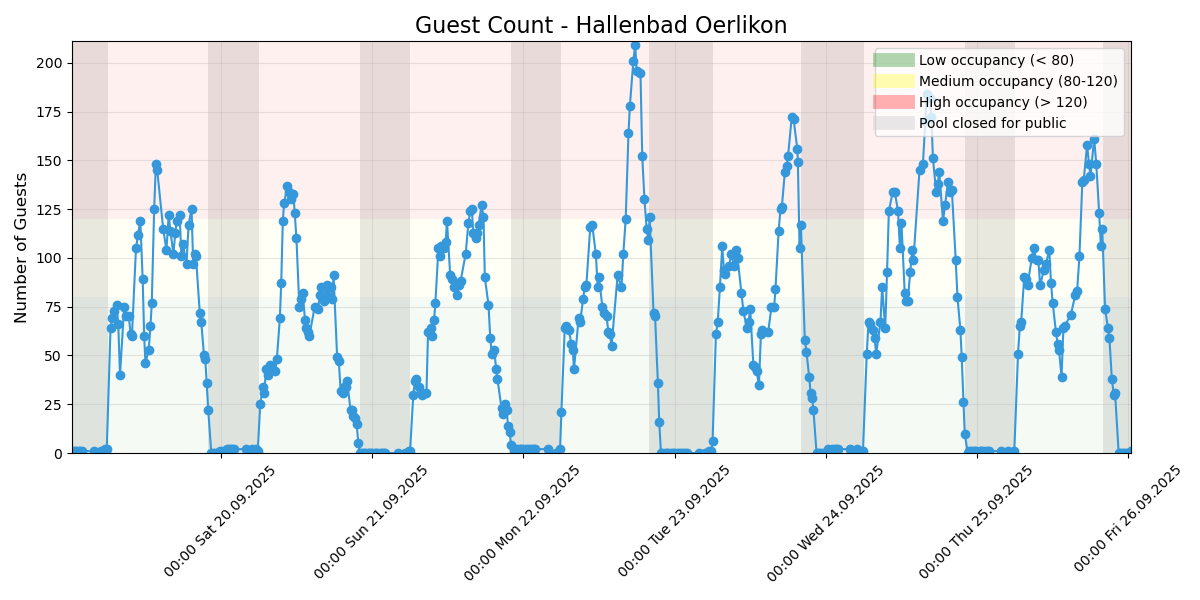 Guest Count - Hallenbad Oerlikon
Number of Guests
200
175
150
125
100
75
50
25
0
Low occupancy (< 80)
Medium occupancy (80-120)
High occupancy (> 120)
Pool closed for public
00:00 Sat 20.09.2025
00:00 Sun 21.09.2025
00:00 Mon 22.09.2025
00:00 Tue 23.09.2025
00:00 Wed 24.09.2025
00:00 Thu 25.09.2025
00:00 Fri 26.09.2025